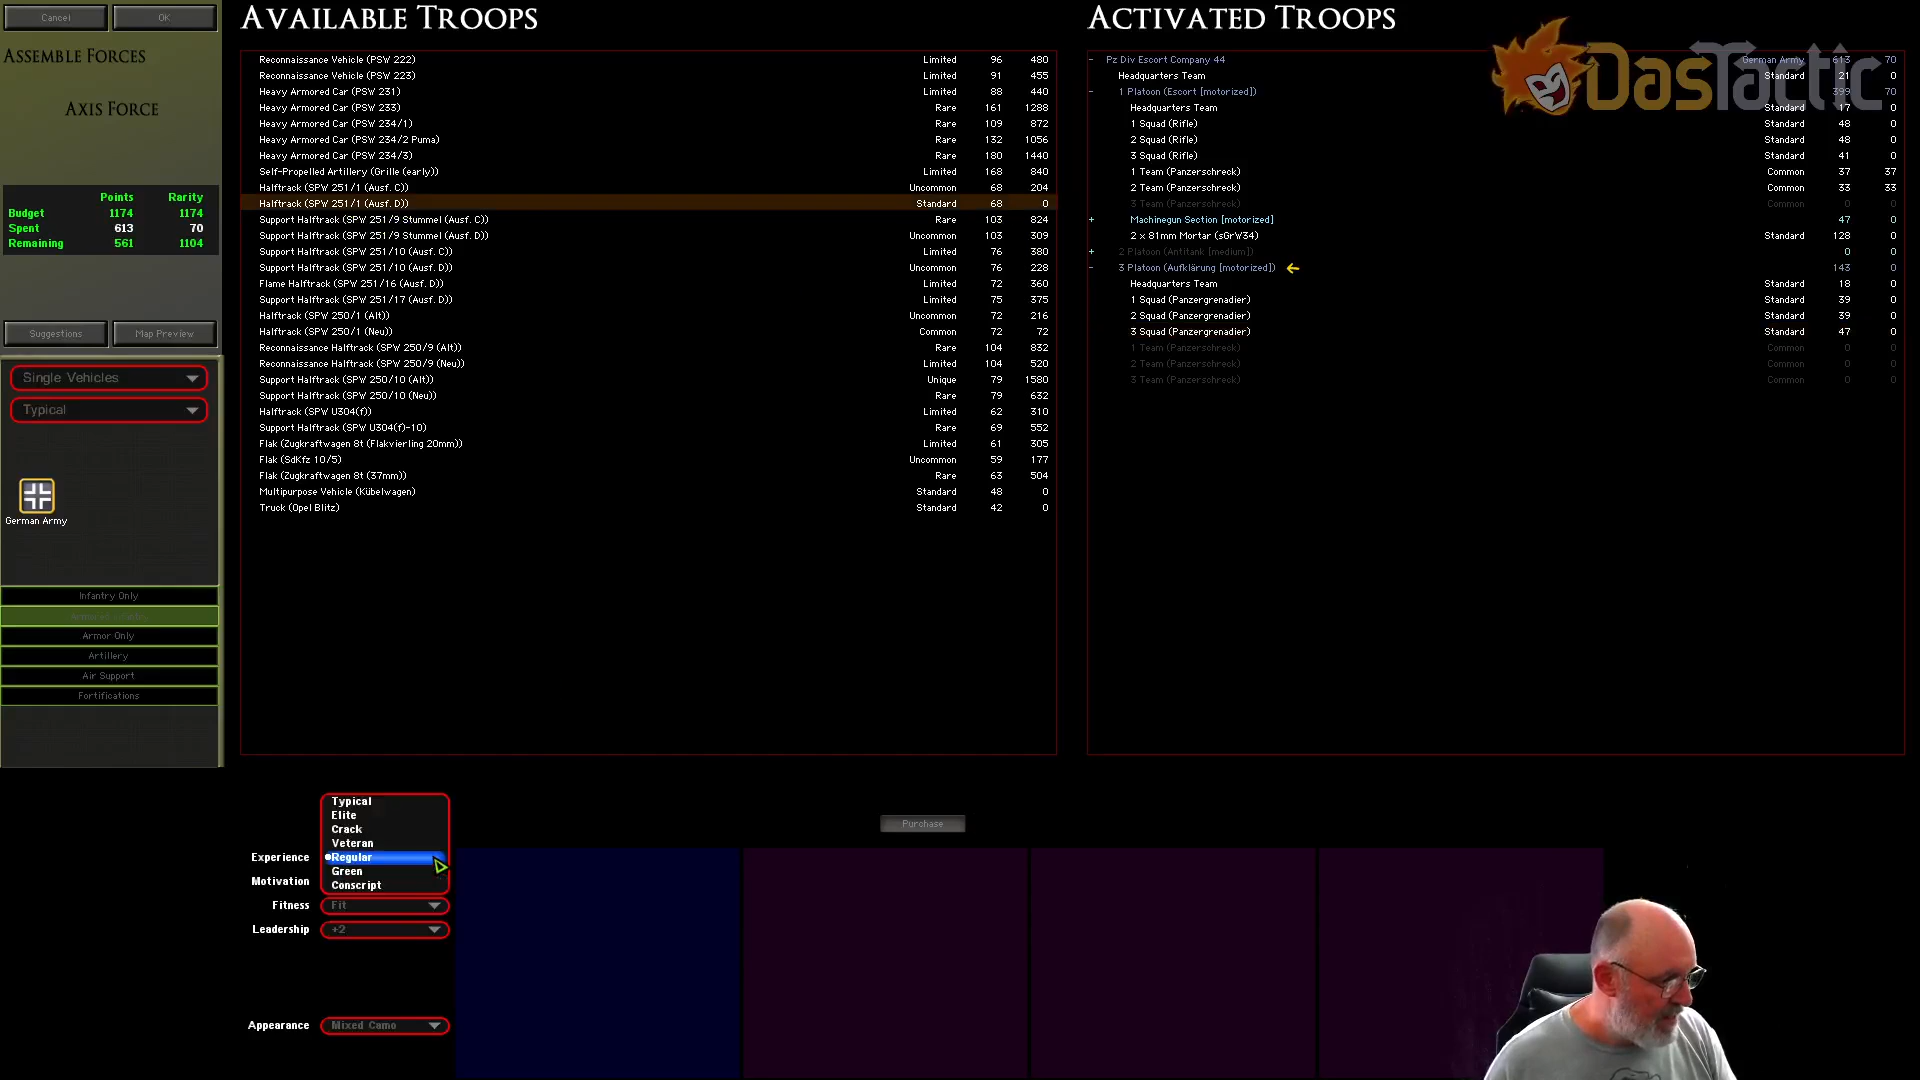 Cancel OK
AVAILABLE TROOPS
ACTIVATED TROOPS
DasTactic
ASSEMBLE FORCES
AXIS FORCE
Points Rarity
Budget 1174 1174
Spent 613 70
Remaining 561 1104
Suggestions Map Preview
Single Vehicles
Typical
German Army
Infantry Only
Armor Only
Artillery
Air Support
Fortifications
Reconnaissance Vehicle (PSW 222) Limited 96 480
Reconnaissance Vehicle (PSW 223) Limited 91 455
Heavy Armored Car (PSW 231) Limited 88 440
Heavy Armored Car (PSW 233) Rare 161 1288
Heavy Armored Car (PSW 234/1) Rare 109 872
Heavy Armored Car (PSW 234/2 Puma) Rare 132 1056
Heavy Armored Car (PSW 234/3) Rare 180 1440
Self-Propelled Artillery (Grille (early)) Limited 168 840
Halftrack (SPW 251/1 (Ausf. C)) Uncommon 68 204
Halftrack (SPW 251/1 (Ausf. D)) Standard 68 0
Support Halftrack (SPW 251/9 Stummel (Ausf. C)) Rare 103 824
Support Halftrack (SPW 251/9 Stummel (Ausf. D)) Uncommon 103 309
Support Halftrack (SPW 251/10 (Ausf. C)) Limited 76 380
Support Halftrack (SPW 251/10 (Ausf. D)) Uncommon 76 228
Flame Halftrack (SPW 251/16 (Ausf. D)) Limited 72 360
Support Halftrack (SPW 251/17 (Ausf. D)) Limited 75 375
Halftrack (SPW 250/1 (Alt)) Uncommon 72 216
Halftrack (SPW 250/1 (Neu)) Common 72 72
Reconnaissance Halftrack (SPW 250/9 (Alt)) Rare 104 832
Reconnaissance Halftrack (SPW 250/9 (Neu)) Limited 104 520
Support Halftrack (SPW 250/10 (Alt)) Unique 79 1580
Support Halftrack (SPW 250/10 (Neu)) Rare 79 632
Halftrack (SPW U304(f)) Limited 62 310
Support Halftrack (SPW U304(f)-10) Rare 69 552
Flak (Zugkraftwagen 8t (Flakvierling 20mm)) Limited 61 305
Flak (SdKfz 10/5) Uncommon 59 177
Flak (Zugkraftwagen 8t (37mm)) Rare 63 504
Multipurpose Vehicle (Kübelwagen) Standard 48 0
Truck (Opel Blitz) Standard 42 0
- Pz Div Escort Company 44 German Army 613 70
Headquarters Team Standard 21 0
- 1 Platoon (Escort [motorized]) 399 70
Headquarters Team Standard 17 0
1 Squad (Rifle) Standard 48 0
2 Squad (Rifle) Standard 48 0
3 Squad (Rifle) Standard 41 0
1 Team (Panzerschreck) Common 37 37
2 Team (Panzerschreck) Common 33 33
3 Team (Panzerschreck) Common 0 0
+ Machinegun Section [motorized] 47 0
2 x 81mm Mortar (sGrW34) Standard 128 0
+ 2 Platoon (Antitank [medium]) 0 0
- 3 Platoon (Aufklärung [motorized]) 143 0
Headquarters Team Standard 18 0
1 Squad (Panzergrenadier) Standard 39 0
2 Squad (Panzergrenadier) Standard 39 0
3 Squad (Panzergrenadier) Standard 47 0
1 Team (Panzerschreck) Common 0 0
2 Team (Panzerschreck) Common 0 0
3 Team (Panzerschreck) Common 0 0
Typical
Elite
Crack
Veteran
Experience Regular
Green
Motivation
Conscript
Fitness Fit
Leadership +2
Appearance Mixed Camo
Purchase